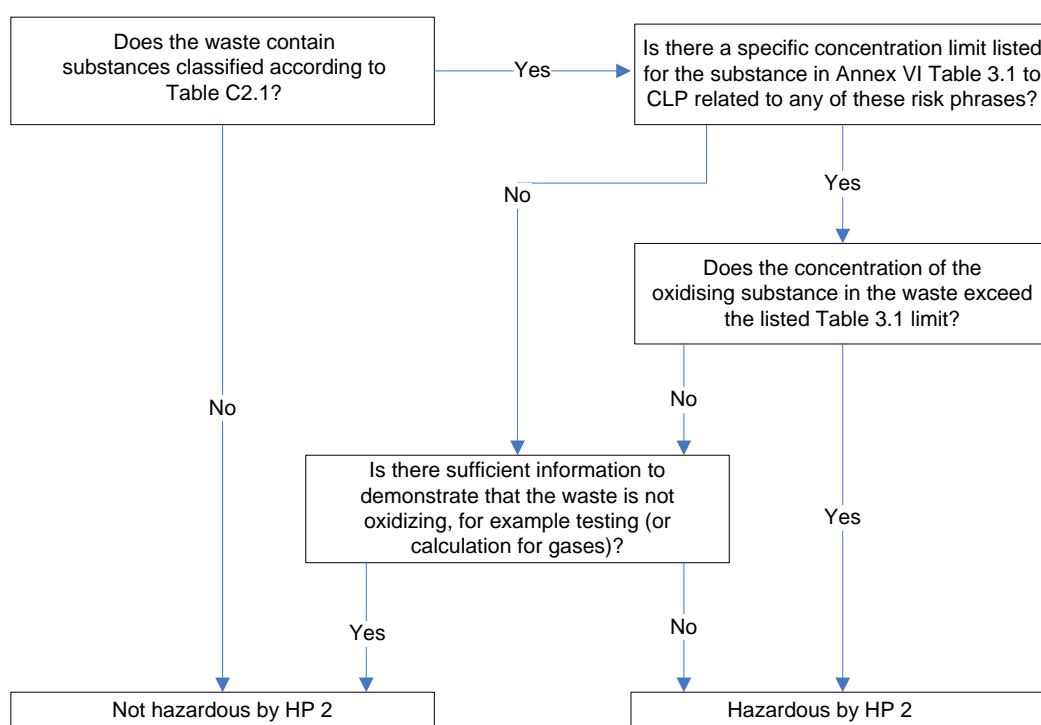 Does the waste contain
substances classified according to
Table C2.1?
Yes
Is there a specific concentration limit listed
for the substance in Annex VI Table 3.1 to
CLP related to any of these risk phrases?
No
Yes
Does the concentration of the
oxidising substance in the waste exceed
the listed Table 3.1 limit?
No
No
Is there sufficient information to
demonstrate that the waste is not
oxidizing, for example testing (or
calculation for gases)?
Yes
Yes
No
Not hazardous by HP 2
Hazardous by HP 2